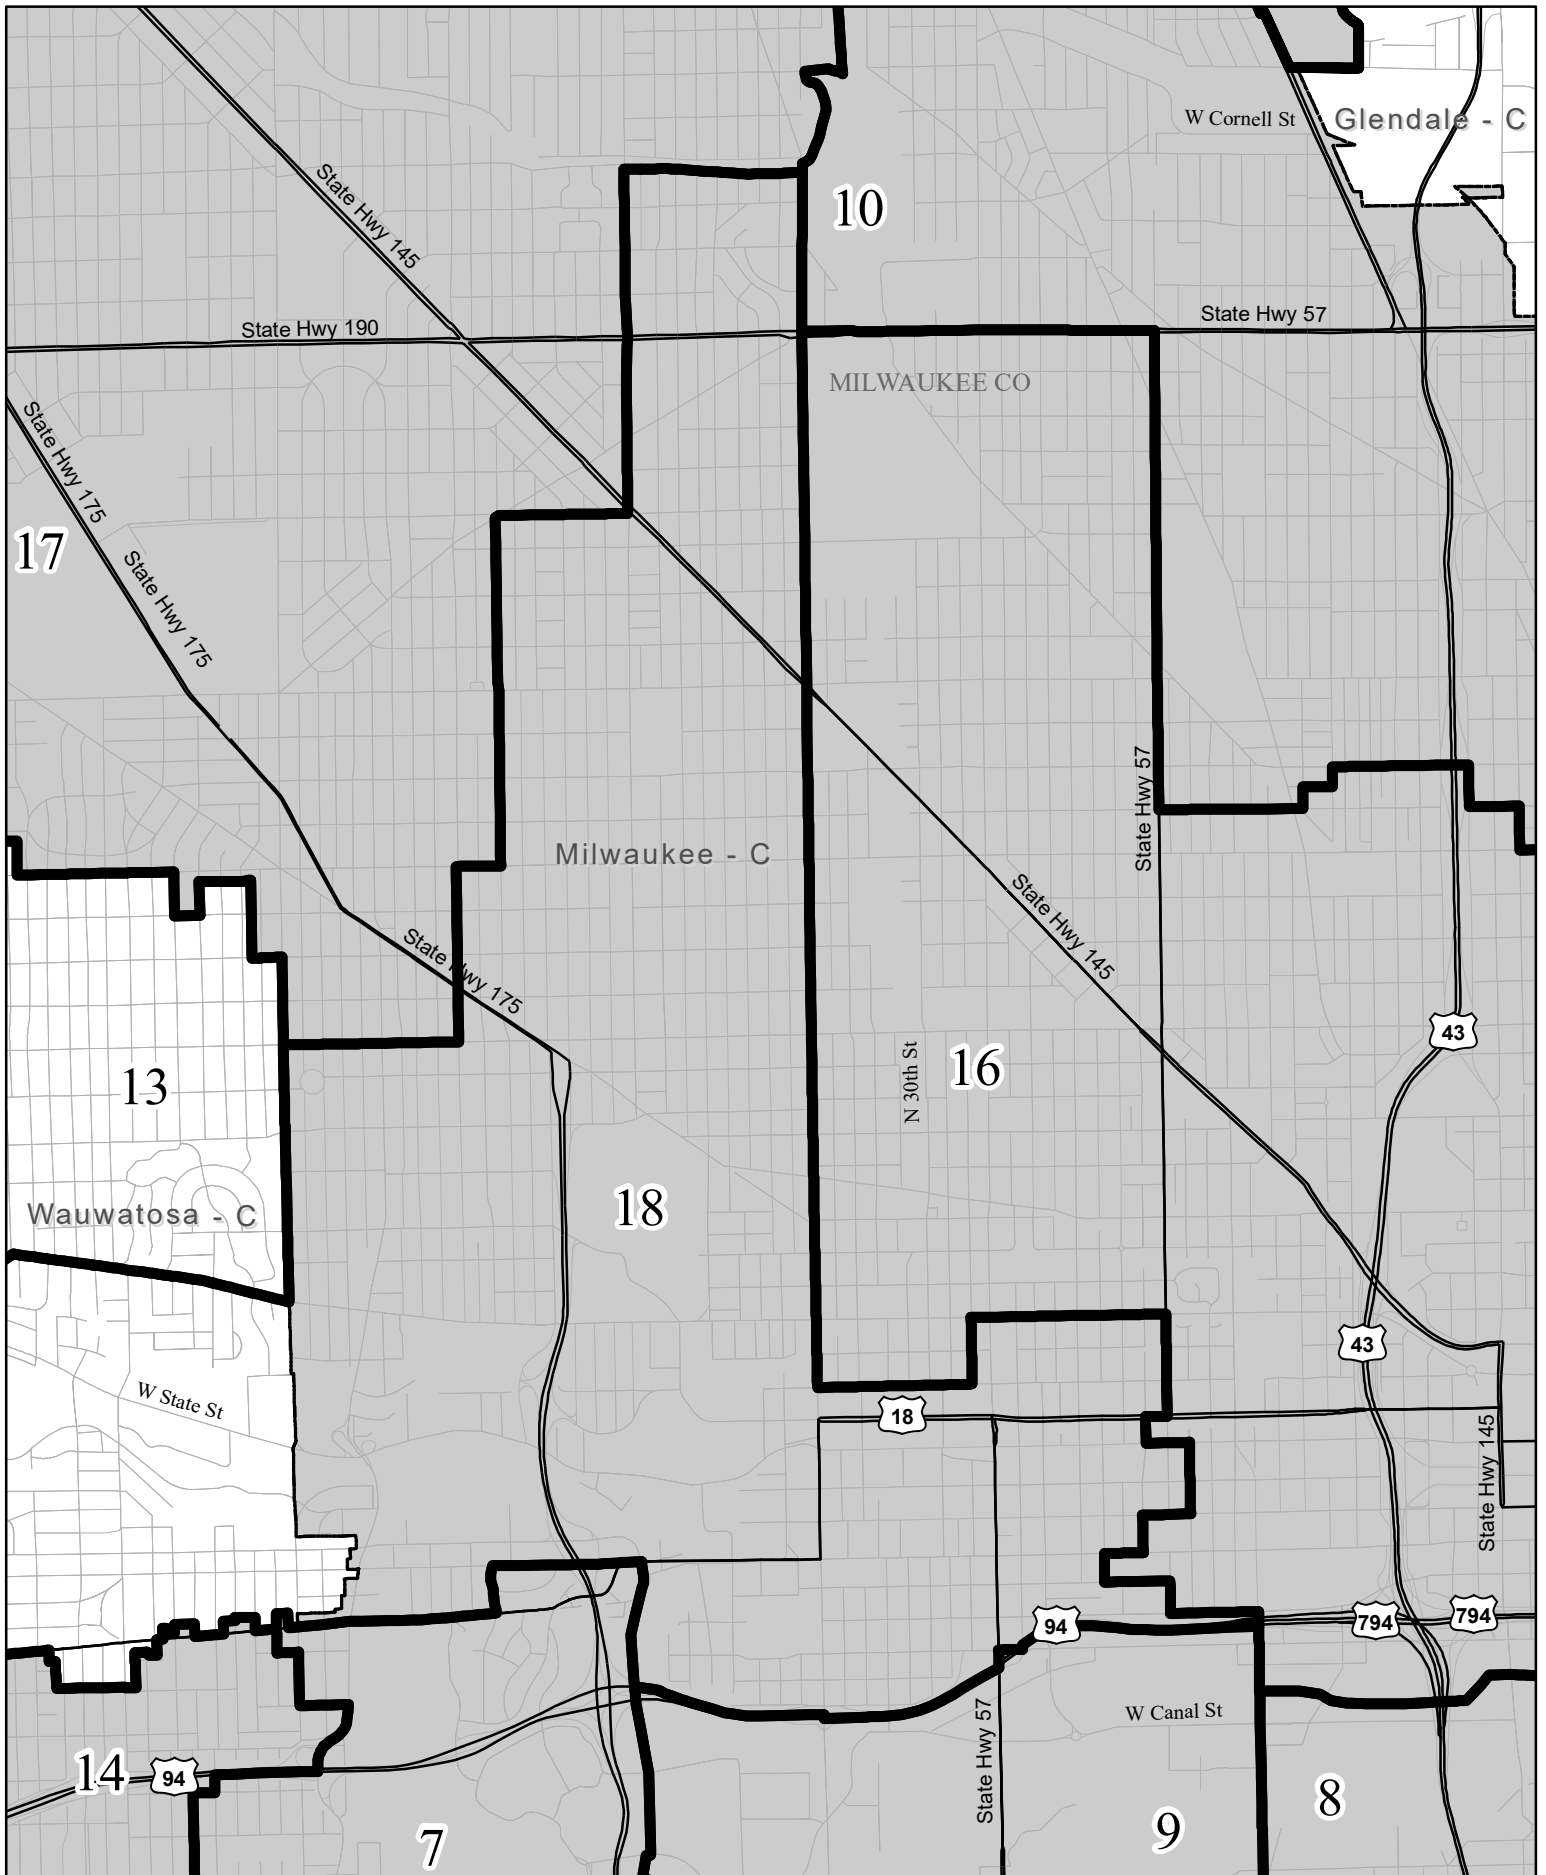 W Cornell St
Glendale - C
State Hwy 145
10
State Hwy 57
State Hwy 190
MILWAUKEE CO
State Hwy 175
17
State Hwy 175
State Hwy 57
Milwaukee - C
State Hwy 145
State Hwy 175
43
N 30th St
16
13
18
Wauwatosa - C
43
W State St
18
State Hwy 145
94
794
794
State Hwy 57
W Canal St
14
94
8
9
7